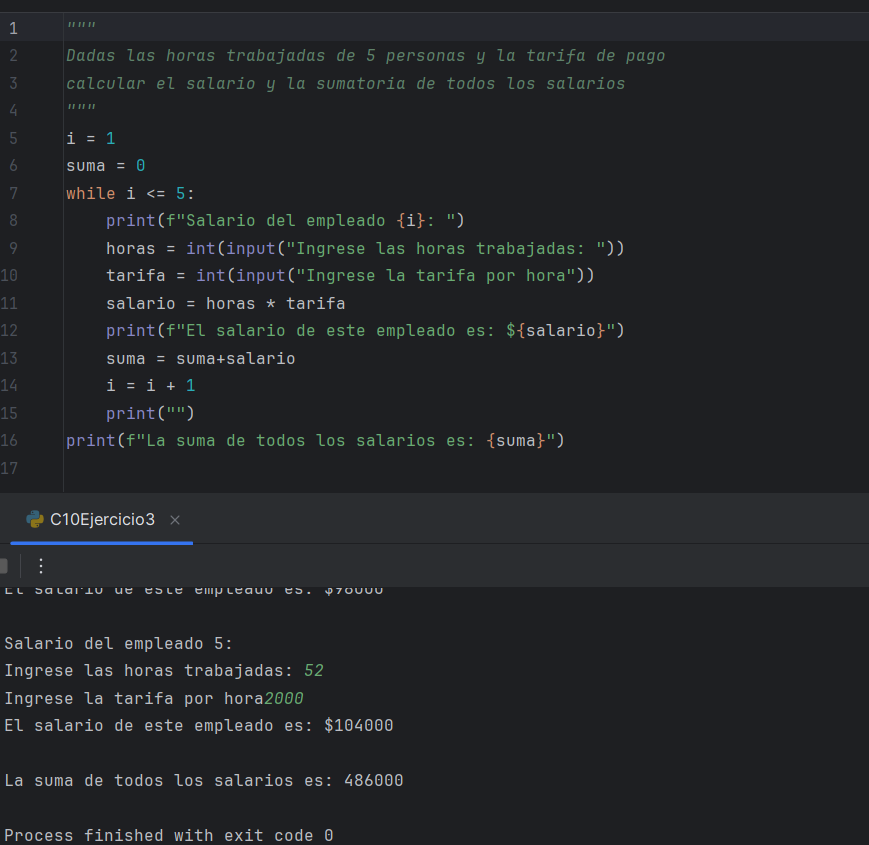 1 """
2 Dadas las horas trabajadas de 5 personas y la tarifa de pago
3 calcular el salario y la sumatoria de todos los salarios
4 """
5 i = 1
6 suma = 0
7 while i <= 5:
8     print(f"Salario del empleado {i}: ")
9     horas = int(input("Ingrese las horas trabajadas: "))
10     tarifa = int(input("Ingrese la tarifa por hora"))
11     salario = horas * tarifa
12     print(f"El salario de este empleado es: ${salario}")
13     suma = suma+salario
14     i = i + 1
15     print("")
16 print(f"La suma de todos los salarios es: {suma}")
17
C10Ejercicio3
El salario de este empleado es: $98000
Salario del empleado 5:
Ingrese las horas trabajadas: 52
Ingrese la tarifa por hora2000
El salario de este empleado es: $104000
La suma de todos los salarios es: 486000
Process finished with exit code 0